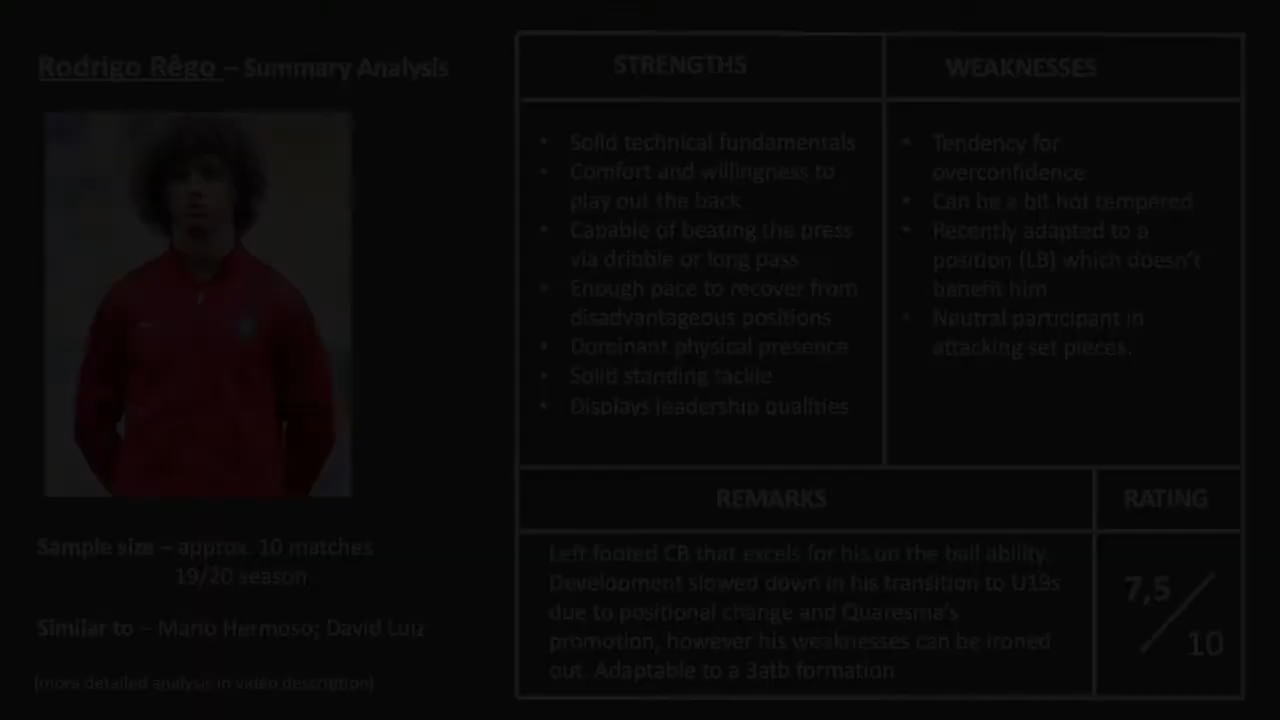 Rodrigo Rêgo – Summary Analysis
Sample size – approx. 10 matches
19/20 season
Similar to – Mario Hermoso; David Luiz
(more detailed analysis in video description)
STRENGTHS
• Solid technical fundamentals
• Comfort and willingness to
play out the back
• Capable of beating the press
via dribble or long pass
• Enough pace to recover from
disadvantageous positions
• Dominant physical presence
• Solid standing tackle
• Displays leadership qualities
WEAKNESSES
• Tendency for
overconfidence
• Can be a bit hot tempered
• Recently adapted to a
position (LB) which doesn't
benefit him
• Neutral participant in
attacking set pieces.
REMARKS
Left footed CB that excels for his on the ball ability.
Development slowed down in his transition to U19s
due to positional change and Quaresma's
promotion, however his weaknesses can be ironed
out. Adaptable to a 3atb formation
RATING
7,5
10